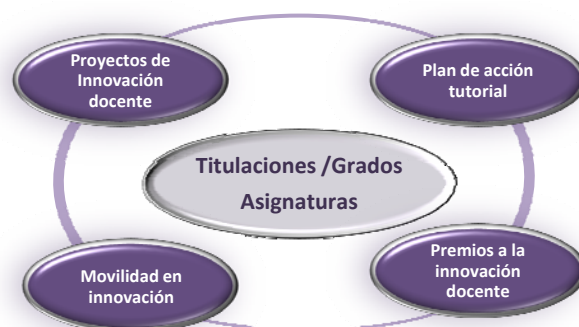 Proyectos de
Innovación
docente
Plan de acción
tutorial
Titulaciones /Grados
Asignaturas
Movilidad en
innovación
Premios a la
innovación
docente